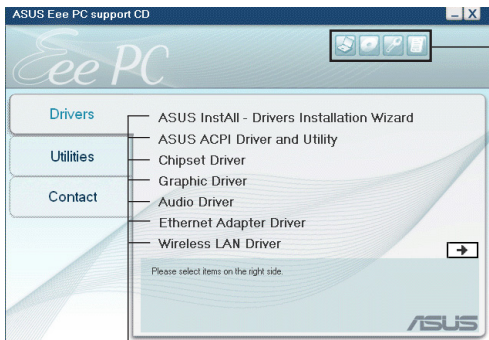 ASUS Eee PC support CD
Eee PC
Drivers
Utilities
Contact
ASUS InstAll - Drivers Installation Wizard
ASUS ACPI Driver and Utility
Chipset Driver
Graphic Driver
Audio Driver
Ethernet Adapter Driver
Wireless LAN Driver
Please select items on the right side.
ASUS